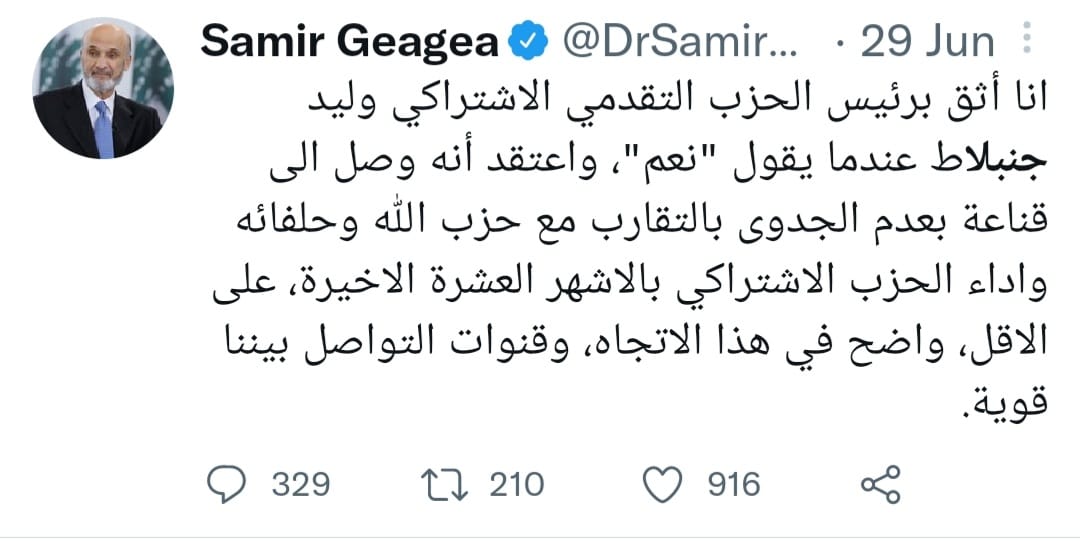 Samir Geagea @DrSamir... · 29 Jun
انا أثق برئيس الحزب التقدمي الاشتراكي وليد
جنبلاط عندما يقول "نعم"، واعتقد أنه وصل الى
قناعة بعدم الجدوى بالتقارب مع حزب الله وحلفائه
واداء الحزب الاشتراكي بالاشهر العشرة الاخيرة، على
الاقل، واضح في هذا الاتجاه، وقنوات التواصل بيننا
قوية.
329 210 916